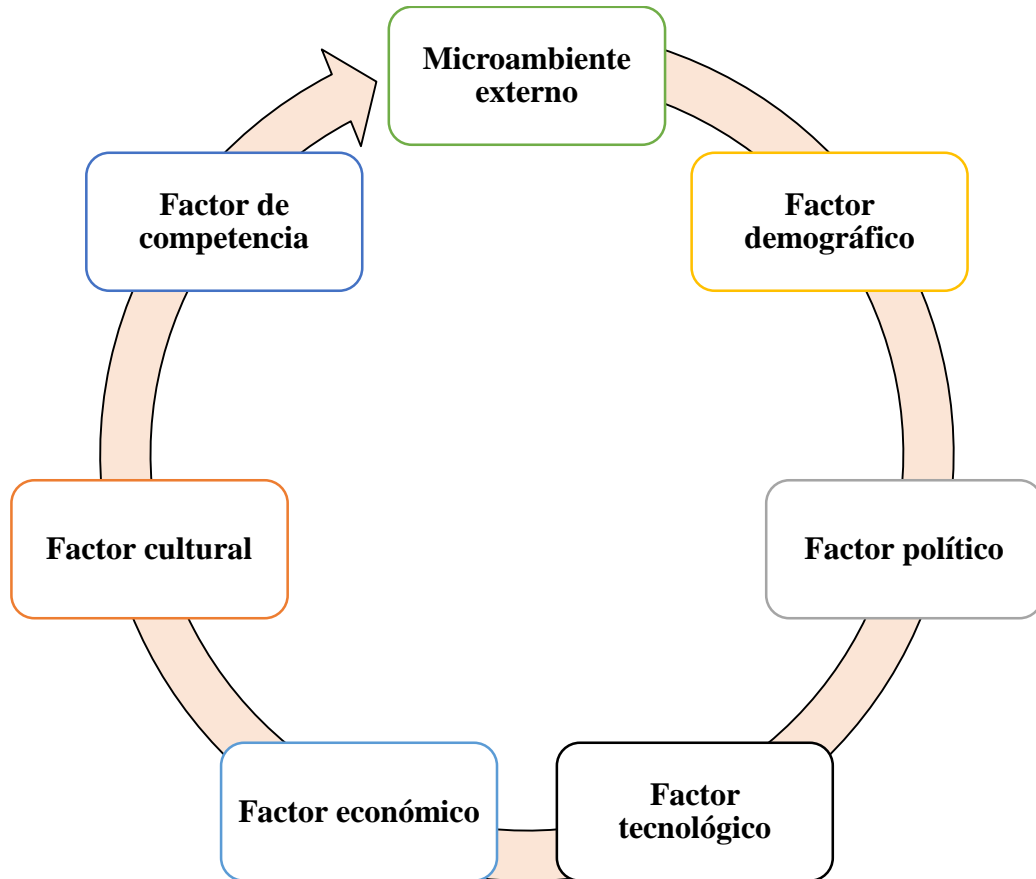 Microambiente
externo
Factor
demográfico
Factor político
Factor
tecnológico
Factor económico
Factor cultural
Factor de
competencia